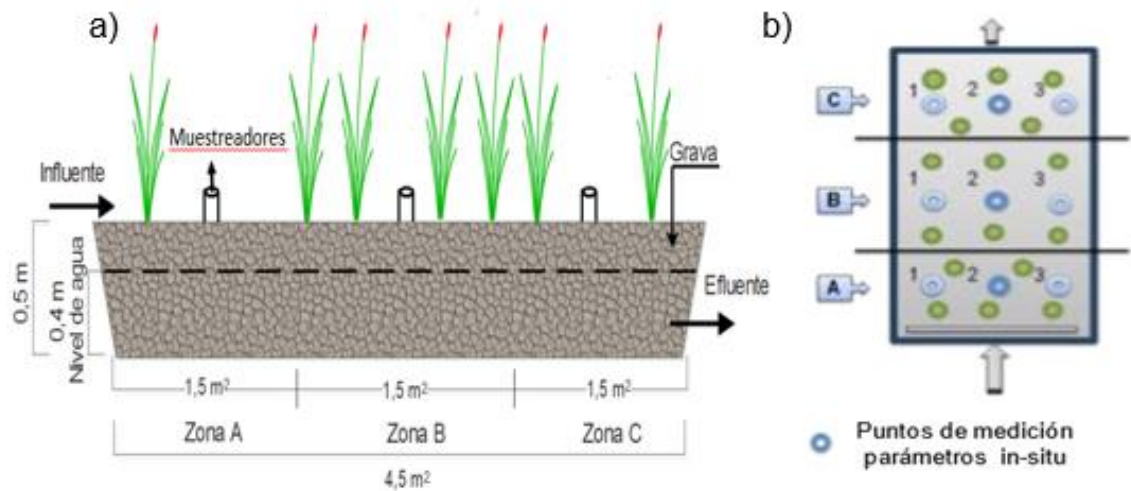 a)
Muestreadores
Influente
Grava
0,5 m
0,4 m
Nivel de agua
Efluente
1,5 m²
1,5 m²
1,5 m²
Zona A
Zona B
Zona C
4,5 m²
b)
C
1 2 3
B
1 2 3
A
1 2 3
Puntos de medición
parámetros in-situ